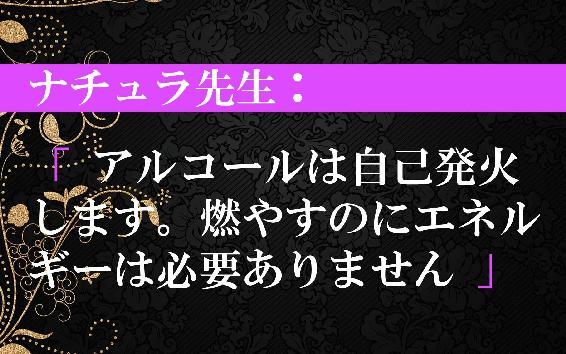 ナチュラ先生：
「 アルコールは自己発火
します。燃やすのにエネル
ギーは必要ありません 」